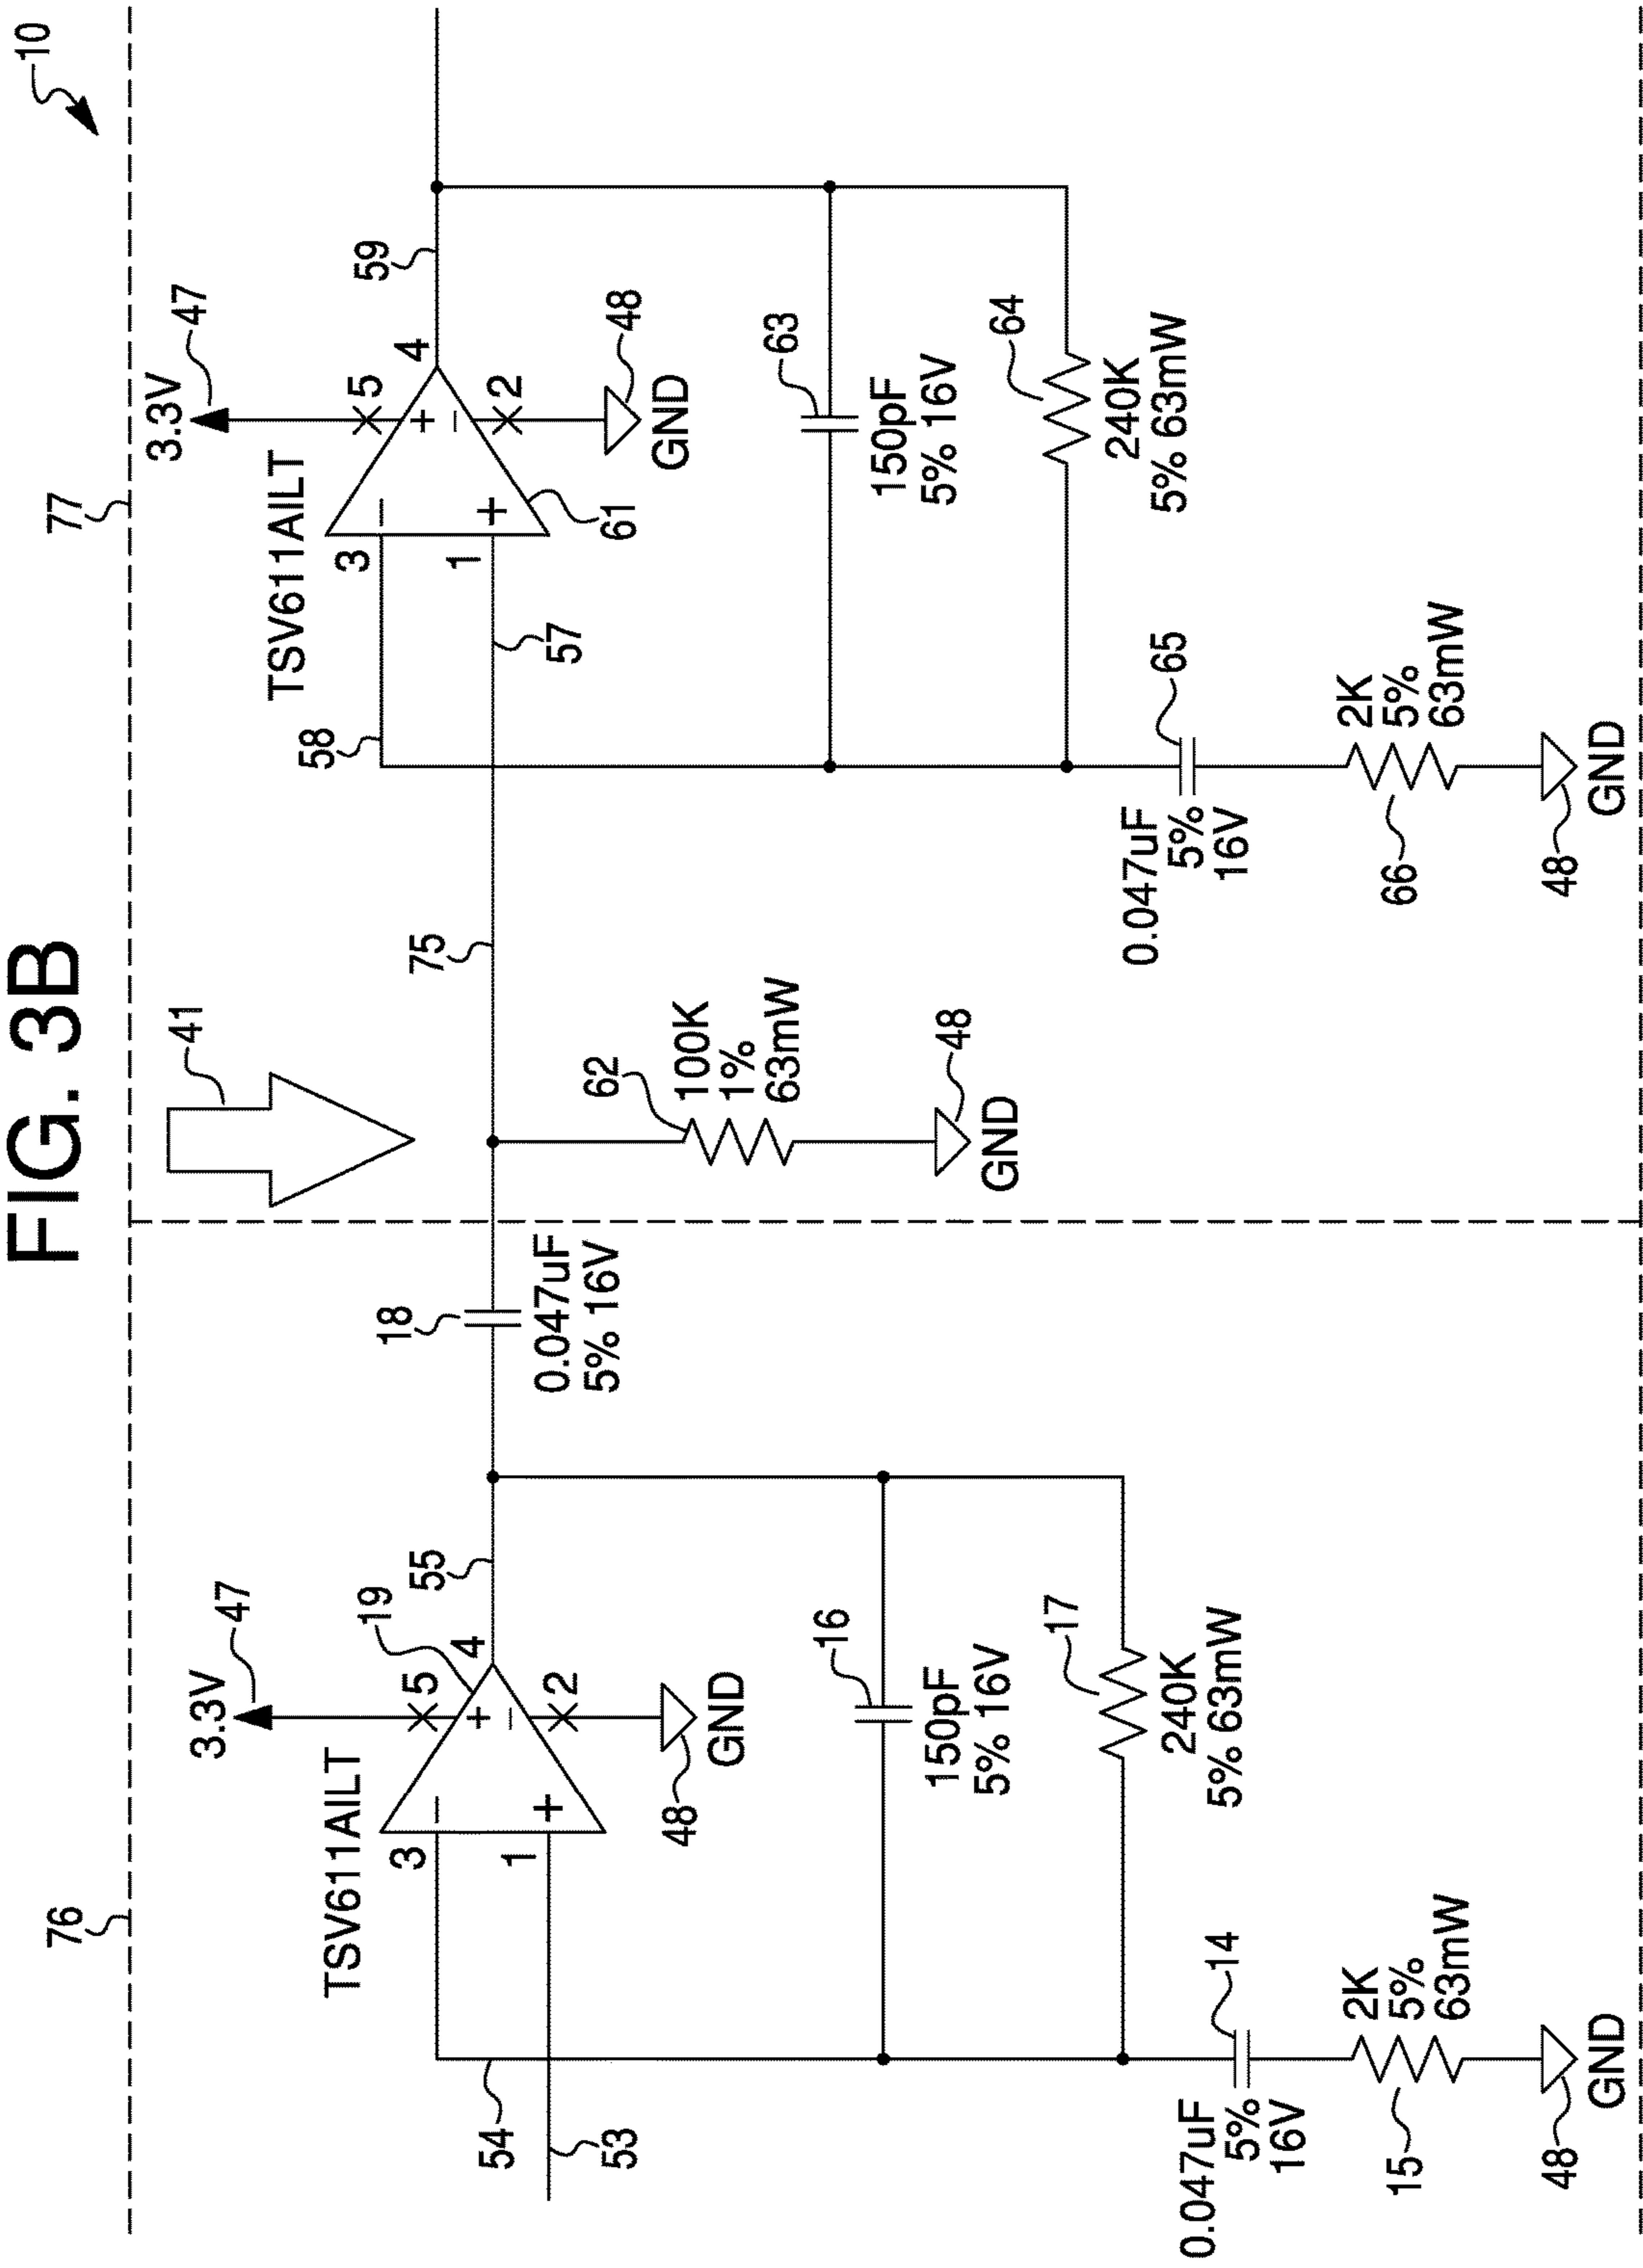 FIG. 3B
10
76
77
41
3.3V
47
TSV611AILT
19
5
4
3
1
2
55
54
53
48
GND
18
0.047uF
5% 16V
16
150pF
5% 16V
17
240K
5% 63mW
14
0.047uF
5%
16V
15
2K
5%
63mW
48
GND
75
62
100K
1%
63mW
48
GND
3.3V
47
TSV611AILT
5
4
3
1
2
59
58
57
61
48
GND
63
150pF
5% 16V
64
240K
5% 63mW
65
0.047uF
5%
16V
66
2K
5%
63mW
48
GND